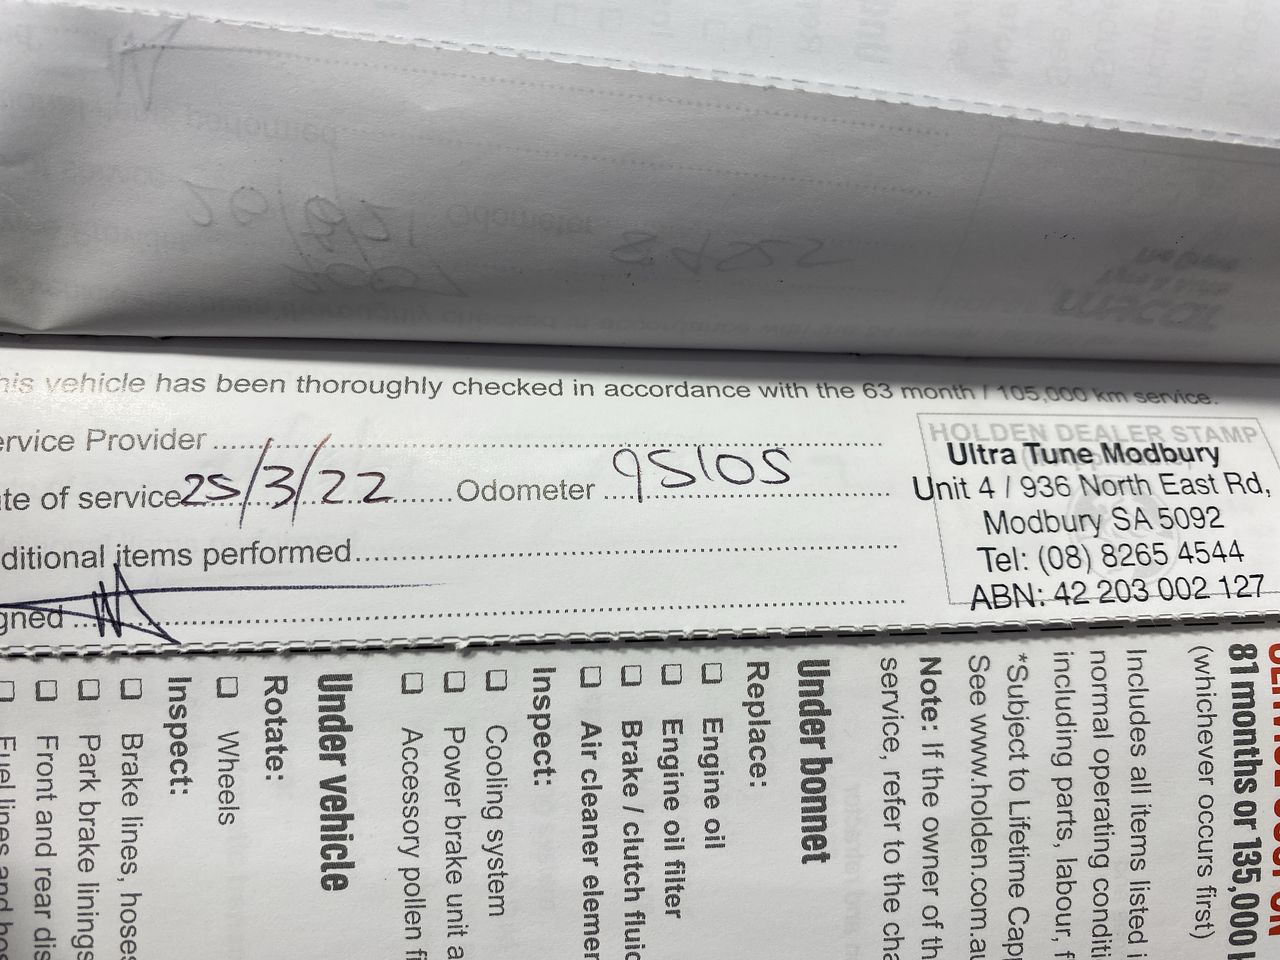 his vehicle has been thoroughly checked in accordance with the 63 month / 105,000 km service.
ervice Provider
te of service 25/3/22 Odometer 95105
ditional items performed
gned
HOLDEN DEALER STAMP
Ultra Tune Modbury
Unit 4 / 936 North East Rd,
Modbury SA 5092
Tel: (08) 8265 4544
ABN: 42 203 002 127
81 months or 135,000
(whichever occurs first)
Includes all items listed i
normal operating conditi
including parts, labour, f
*Subject to Lifetime Cap
See www.holden.com.au
Note: If the owner of th
service, refer to the cha
Under bonnet
Replace:
Engine oil
Engine oil filter
Brake / clutch fluid
Air cleaner elemen
Inspect:
Cooling system
Power brake unit a
Accessory pollen fi
Under vehicle
Rotate:
Wheels
Inspect:
Brake lines, hoses
Park brake linings
Front and rear dis
Fuel lines and hos